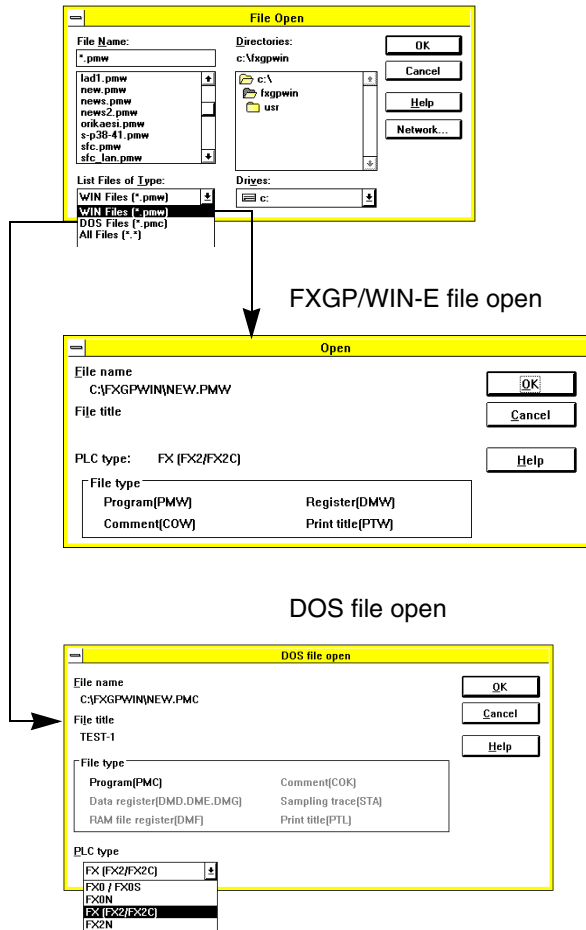 File Open
File Name:
*.pmw
lad1.pmw
new.pmw
news.pmw
news2.pmw
orikaesi.pmw
s-p38-41.pmw
sfc.pmw
sfc_lan.pmw
List Files of Type:
WIN Files (*.pmw)
WIN Files (*.pmw)
DOS Files (*.pmc)
All Files (*.*)
Directories:
c:\fxgpwin
c:\
fxgpwin
usr
Drives:
c:
OK
Cancel
Help
Network...
FXGP/WIN-E file open
Open
File name
C:\FXGPWIN\NEW.PMW
File title
PLC type: FX (FX2/FX2C)
File type
Program(PMW) Register(DMW)
Comment(COW) Print title(PTW)
OK
Cancel
Help
DOS file open
DOS file open
File name
C:\FXGPWIN\NEW.PMC
File title
TEST-1
File type
Program(PMC) Comment(COK)
Data register(DMD.DME.DMG) Sampling trace(STA)
RAM file register(DMF) Print title(PTL)
PLC type
FX (FX2/FX2C)
FX0 / FX0S
FX0N
FX (FX2/FX2C)
FX2N
OK
Cancel
Help